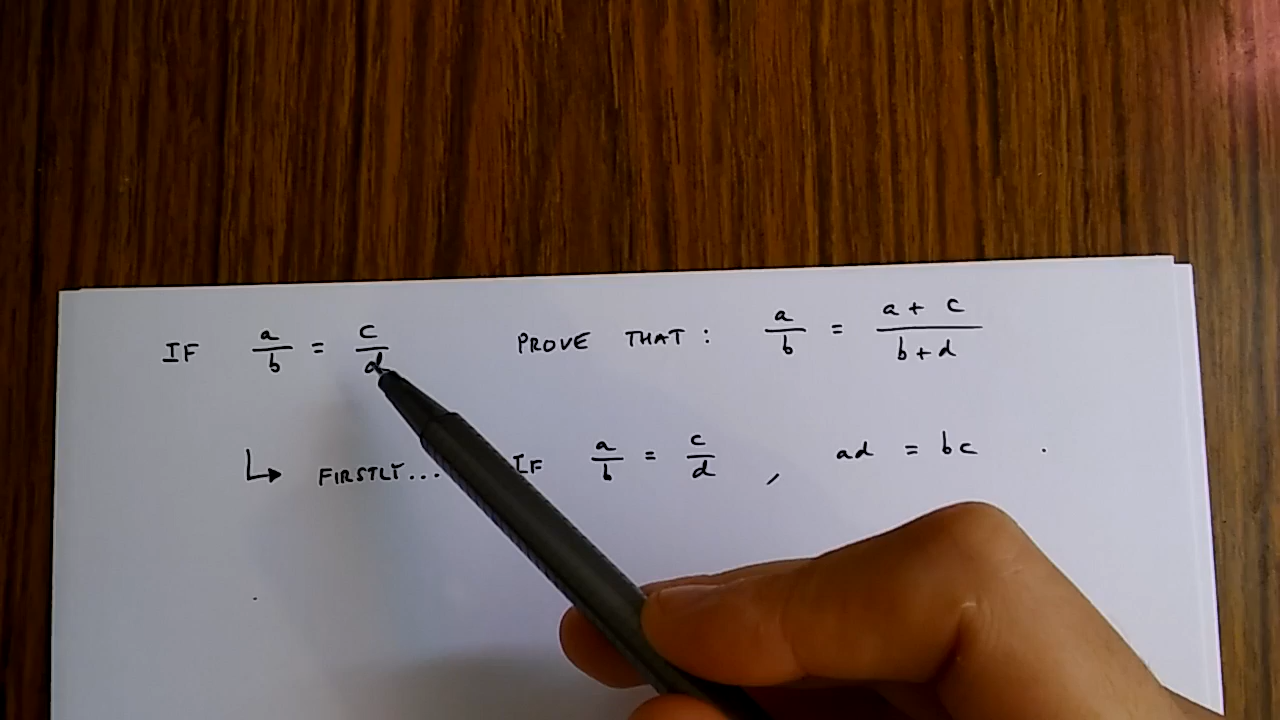 IF a/b = c/d PROVE THAT: a/b = a + c/b + d
↳ FIRSTLY... IF a/b = c/d , ad = bc .